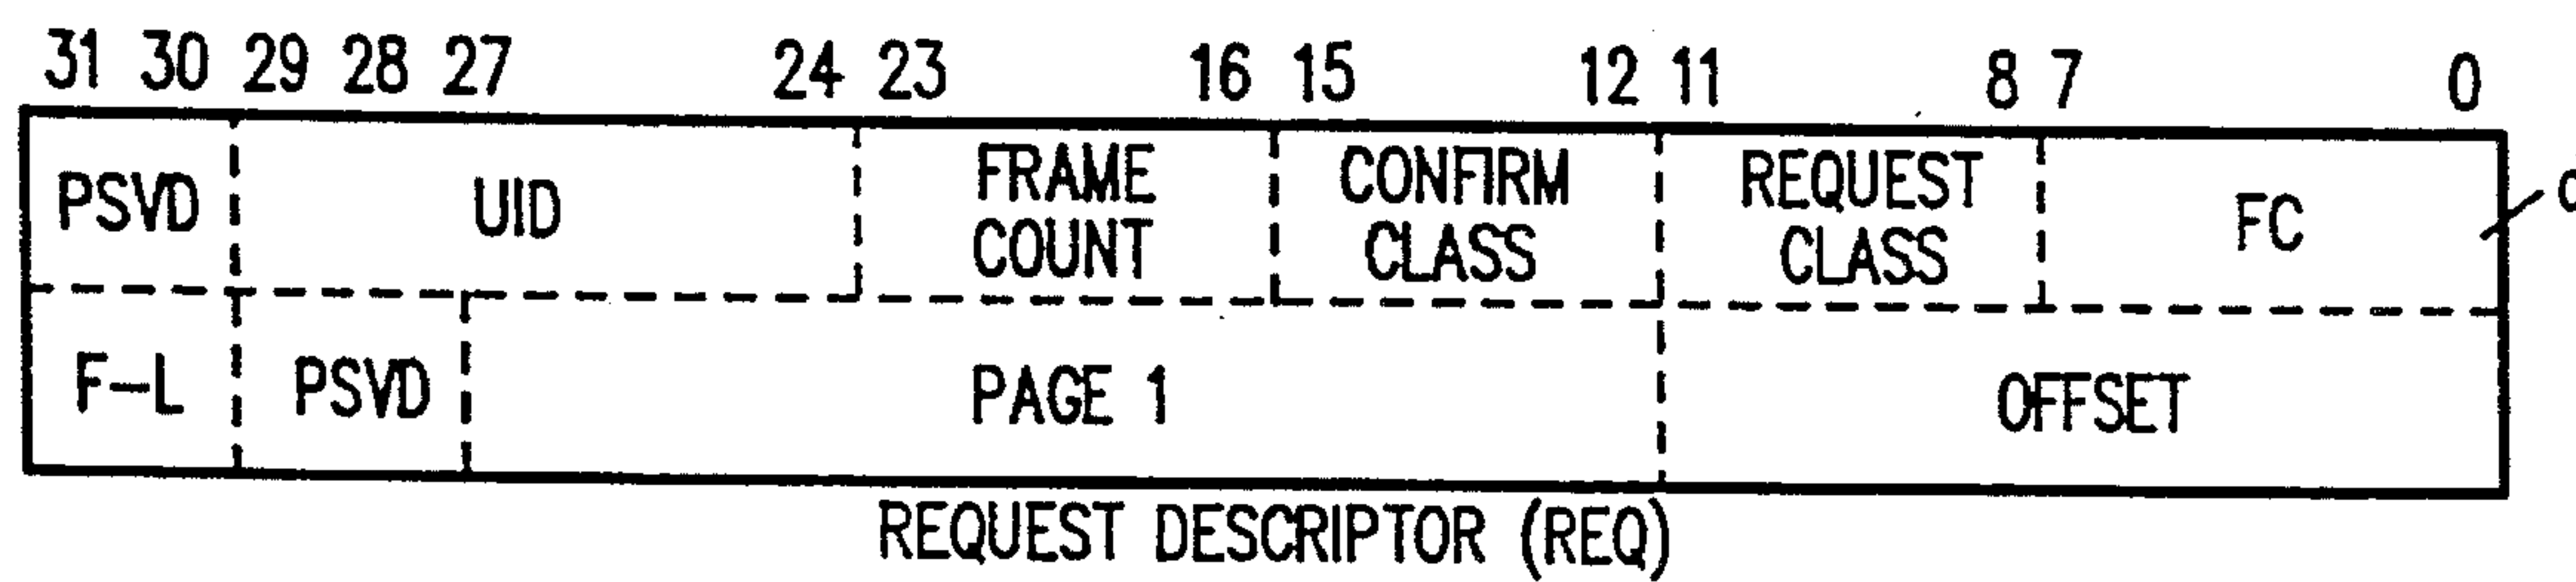 31 30 29 28 27 24 23 16 15 12 11 8 7 0
PSVD UID FRAME COUNT CONFIRM CLASS REQUEST CLASS FC
F-L PSVD PAGE 1 OFFSET
REQUEST DESCRIPTOR (REQ)